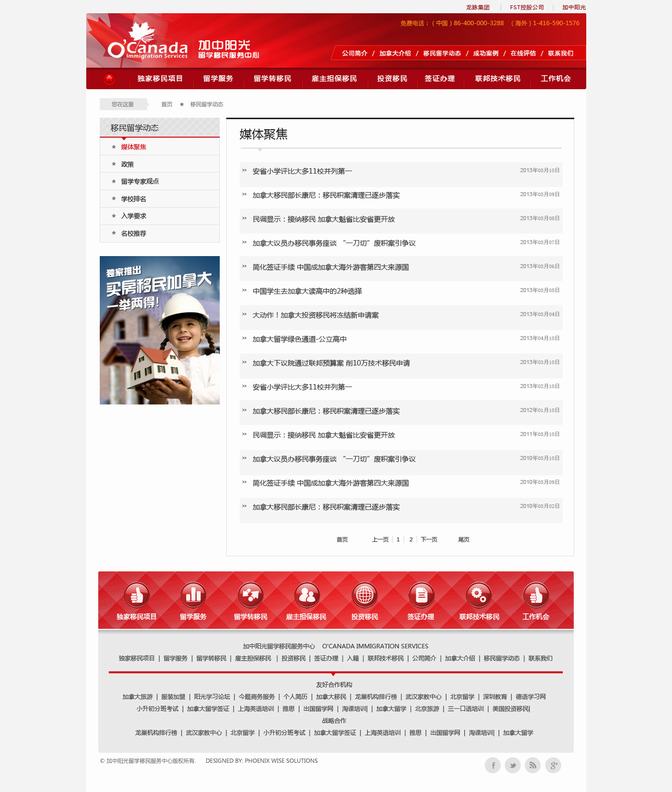 龙脉集团 FST控股公司 加中阳光
免费电话：（中国）86-400-000-3288 （海外）1-416-590-1576
O'Canada Immigration Services
加中阳光
留学移民服务中心
公司简介 / 加拿大介绍 / 移民留学动态 / 成功案例 / 在线评估 / 联系我们
独家移民项目 留学服务 留学转移民 雇主担保移民 投资移民 签证办理 联邦技术移民 工作机会
您在这里 首页 移民留学动态
移民留学动态
媒体聚焦
政策
留学专家观点
学校排名
入学要求
名校推荐
独家推出
买房移民加拿大
一举两得！
媒体聚焦
安省小学评比大多11校并列第一 2013年03月10日
加拿大移民部长康尼：移民积案清理已逐步落实 2013年03月09日
民调显示：接纳移民 加拿大魁省比安省更开放 2013年03月08日
加拿大议员办移民事务座谈 “一刀切”废积案引争议 2013年03月07日
简化签证手续 中国成加拿大海外游客第四大来源国 2013年03月06日
中国学生去加拿大读高中的2种选择 2013年03月05日
大动作！加拿大投资移民将冻结新申请案 2013年03月03日
加拿大留学绿色通道-公立高中 2013年04月10日
加拿大下议院通过联邦预算案 削10万技术移民申请 2013年03月10日
安省小学评比大多11校并列第一 2013年02月10日
加拿大移民部长康尼：移民积案清理已逐步落实 2012年01月10日
民调显示：接纳移民 加拿大魁省比安省更开放 2011年03月10日
加拿大议员办移民事务座谈 “一刀切”废积案引争议 2010年03月10日
简化签证手续 中国成加拿大海外游客第四大来源国 2010年03月09日
加拿大移民部长康尼：移民积案清理已逐步落实 2010年03月02日
首页 上一页 | 1 | 2 | 下一页 尾页
独家移民项目 留学服务 留学转移民 雇主担保移民 投资移民 签证办理 联邦技术移民 工作机会
加中阳光留学移民服务中心 O'CANADA IMMIGRATION SERVICES
独家移民项目 | 留学服务 | 留学转移民 | 雇主担保移民 | 投资移民 | 签证办理 | 入籍 | 联邦技术移民 | 公司简介 | 加拿大介绍 | 移民留学动态 | 联系我们
友好合作机构
加拿大旅游 | 服装加盟 | 阳光学习论坛 | 今题商务服务 | 个人简历 | 加拿大移民 | 龙巢机构排行榜 | 武汉家教中心 | 北京留学 | 深圳教育 | 德语学习网
小升初分班考试 | 加拿大留学签证 | 上海英语培训 | 雅思 | 出国留学网 | 淘课培训 | 加拿大留学 | 北京旅游 | 三一口语培训 | 美国投资移民
战略合作
龙巢机构排行榜 | 武汉家教中心 | 北京留学 | 小升初分班考试 | 加拿大留学签证 | 上海英语培训 | 雅思 | 出国留学网 | 淘课培训 | 加拿大留学
© 加中阳光留学移民服务中心版权所有. DESIGNED BY: PHOENIX WISE SOLUTIONS